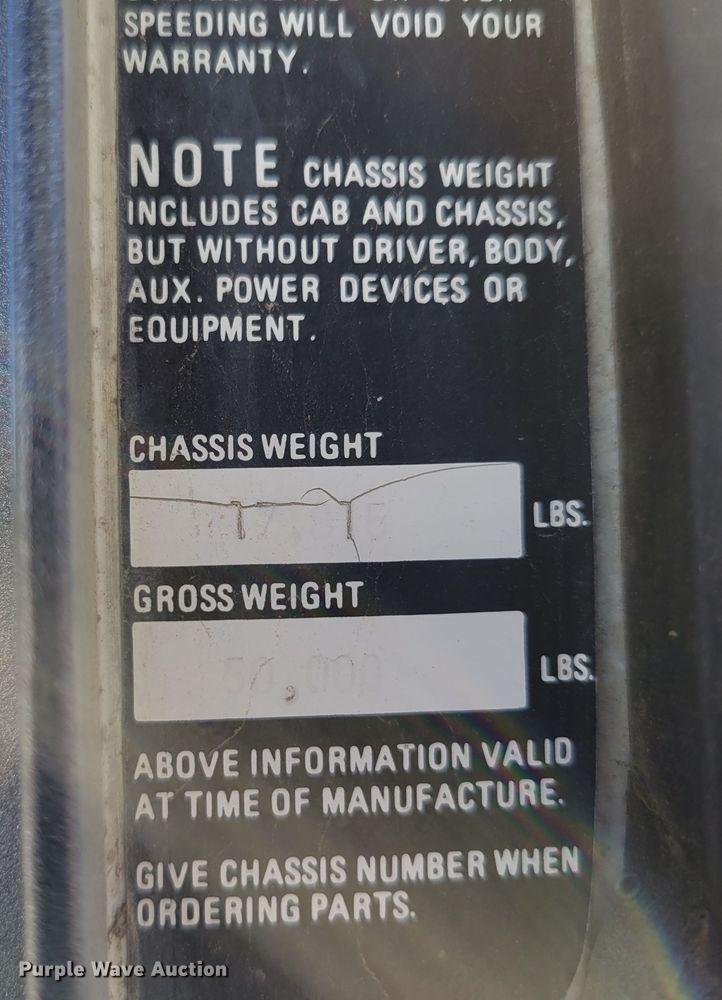 SPEEDING WILL VOID YOUR
WARRANTY.
NOTE CHASSIS WEIGHT
INCLUDES CAB AND CHASSIS,
BUT WITHOUT DRIVER, BODY,
AUX. POWER DEVICES OR
EQUIPMENT.
CHASSIS WEIGHT
LBS.
GROSS WEIGHT
50,000 LBS.
ABOVE INFORMATION VALID
AT TIME OF MANUFACTURE.
GIVE CHASSIS NUMBER WHEN
ORDERING PARTS.
Purple Wave Auction